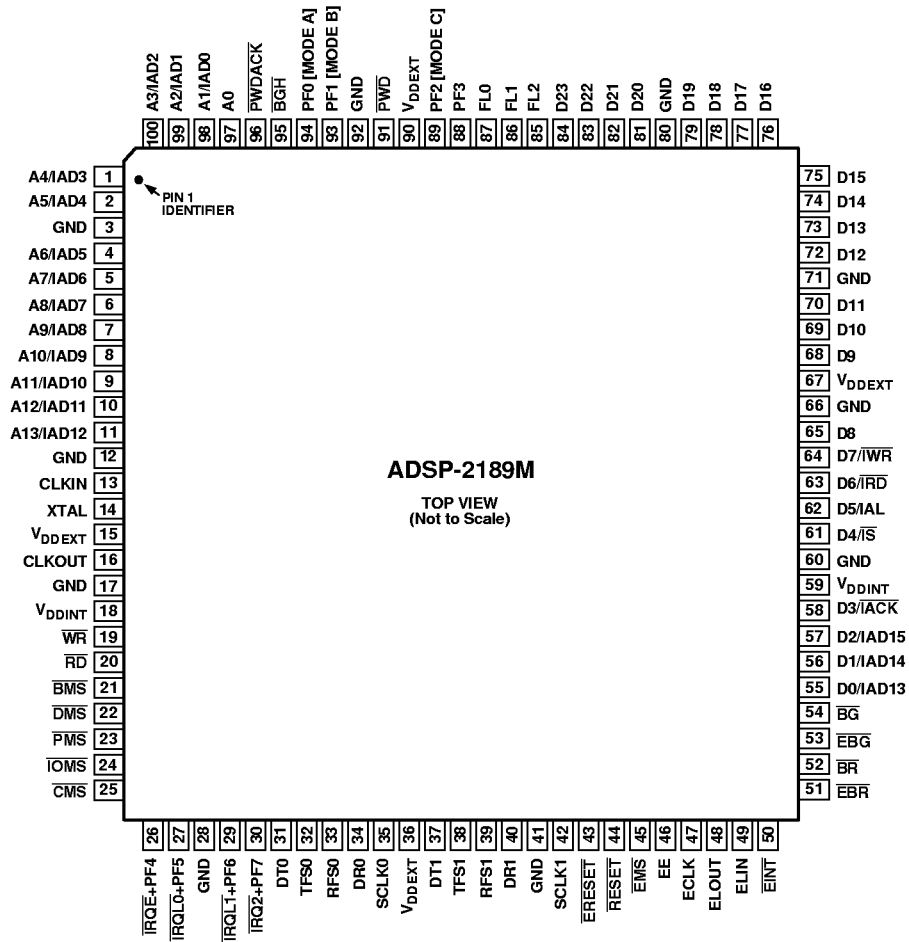 A3/IAD2
A2/IAD1
A1/IAD0
A0
PWDACK
BGH
PF0 [MODE A]
PF1 [MODE B]
GND
PWD
VDDEXT
PF2 [MODE C]
PF3
FL0
FL1
FL2
D23
D22
D21
D20
GND
D19
D18
D17
D16
100 99 98 97 96 95 94 93 92 91 90 89 88 87 86 85 84 83 82 81 80 79 78 77 76
A4/IAD3 1
A5/IAD4 2
GND 3
A6/IAD5 4
A7/IAD6 5
A8/IAD7 6
A9/IAD8 7
A10/IAD9 8
A11/IAD10 9
A12/IAD11 10
A13/IAD12 11
GND 12
CLKIN 13
XTAL 14
VDDEXT 15
CLKOUT 16
GND 17
VDDINT 18
WR 19
RD 20
BMS 21
DMS 22
PMS 23
IOMS 24
CMS 25
PIN 1
IDENTIFIER
ADSP-2189M
TOP VIEW
(Not to Scale)
75 D15
74 D14
73 D13
72 D12
71 GND
70 D11
69 D10
68 D9
67 VDDEXT
66 GND
65 D8
64 D7/IWR
63 D6/IRD
62 D5/IAL
61 D4/IS
60 GND
59 VDDINT
58 D3/IACK
57 D2/IAD15
56 D1/IAD14
55 D0/IAD13
54 BG
53 EBG
52 BR
51 EBR
26 27 28 29 30 31 32 33 34 35 36 37 38 39 40 41 42 43 44 45 46 47 48 49 50
IRQE+PF4
IRQL0+PF5
GND
IRQL1+PF6
IRQ2+PF7
DT0
TFS0
RFS0
DR0
SCLK0
VDDEXT
DT1
TFS1
RFS1
DR1
GND
SCLK1
ERESET
RESET
EMS
EE
ECLK
ELOUT
ELIN
EINT